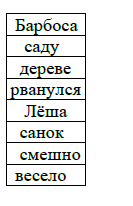 Барбоса
саду
дереве
рванулся
Лёша
санок
смешно
весело